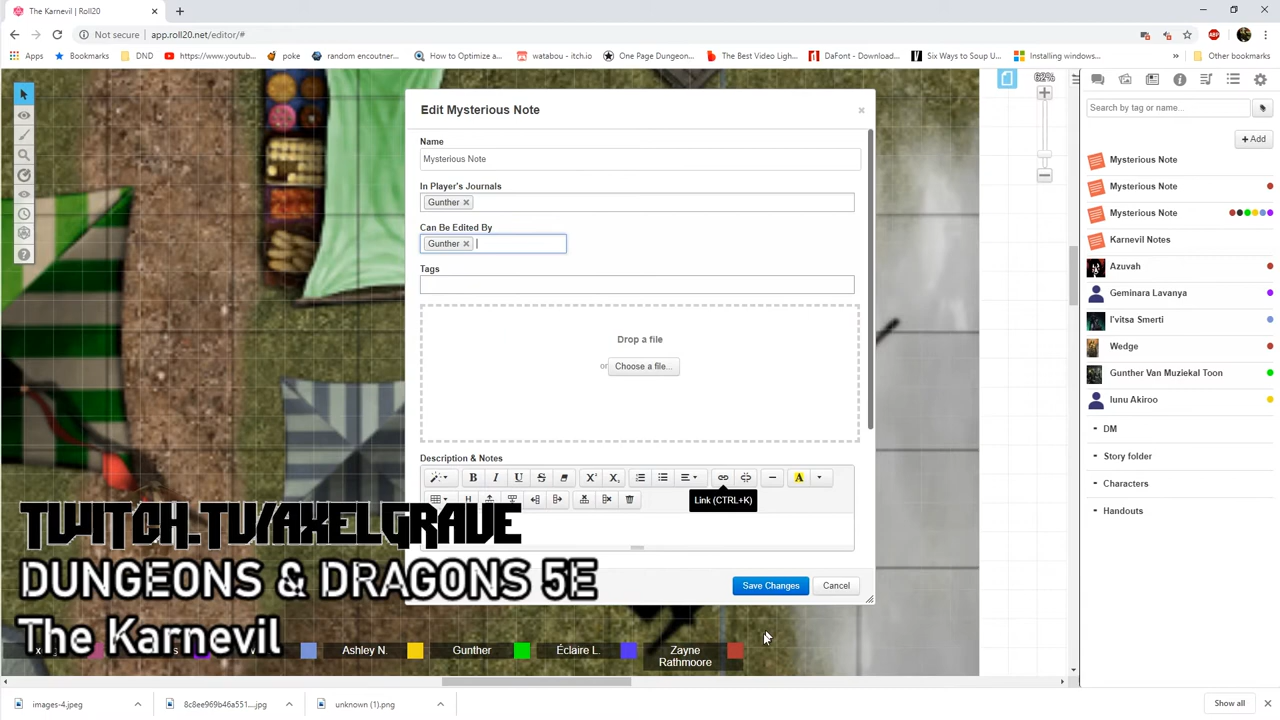 The Karnevil | Roll20
Not secure | app.roll20.net/editor/#
Apps
Bookmarks
DND
https://www.youtube...
poke
random encoutner...
How to Optimize a...
watabou - itch.io
One Page Dungeon...
The Best Video Ligh...
DaFont - Download...
Six Ways to Soup U...
Installing windows...
»
Other bookmarks
62%
Search by tag or name...
+ Add
Mysterious Note
Mysterious Note
Mysterious Note
Karnevil Notes
Azuvah
Geminara Lavanya
I'vitsa Smerti
Wedge
Gunther Van Muziekal Toon
Iunu Akiroo
DM
Story folder
Characters
Handouts
Edit Mysterious Note
Name
Mysterious Note
In Player's Journals
Gunther
Can Be Edited By
Gunther
Tags
Drop a file
or Choose a file...
Description & Notes
Link (CTRL+K)
Save Changes
Cancel
TWITCH.TV/AXELGRAVE
DUNGEONS & DRAGONS 5E
The Karnevil
Ashley N.
Gunther
Éclaire L.
Zayne
Rathmoore
images-4.jpeg
8c8ee969b46a551....jpg
unknown (1).png
Show all